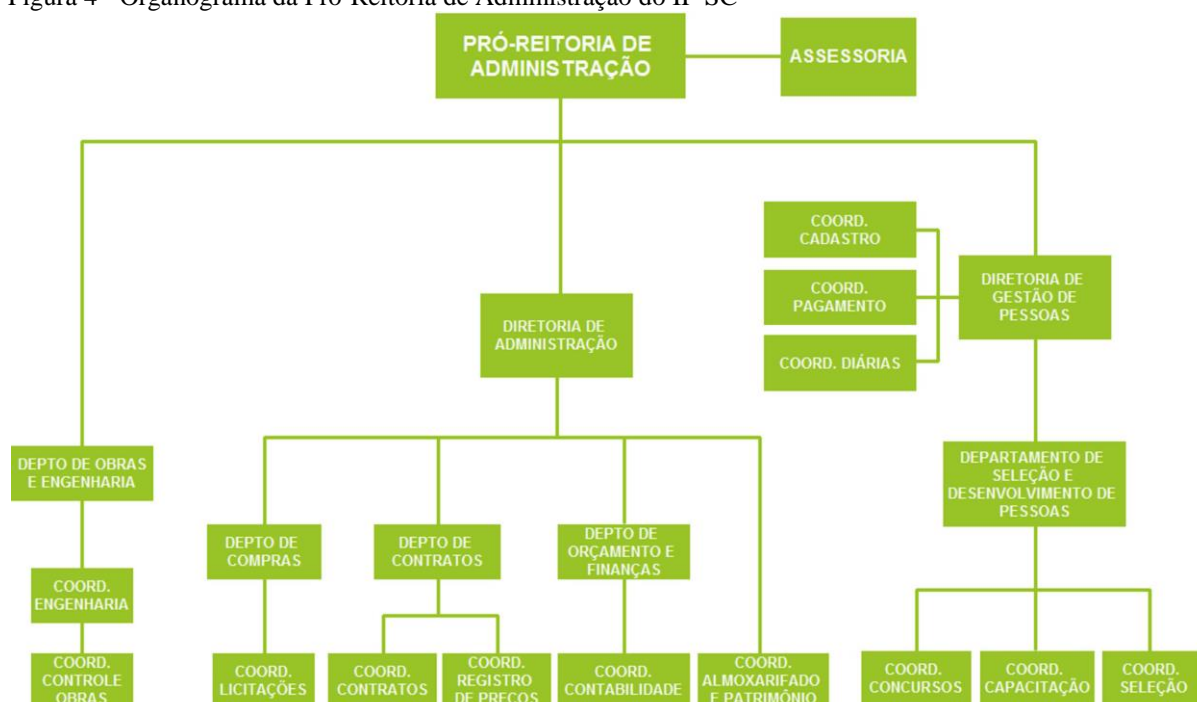 Figura 4 - Organograma da Pró-Reitoria de Administração do IF-SC
PRÓ-REITORIA DE
ADMINISTRAÇÃO
ASSESSORIA
COORD.
CADASTRO
COORD.
PAGAMENTO
COORD. DIÁRIAS
DIRETORIA DE
GESTÃO DE
PESSOAS
DIRETORIA DE
ADMINISTRAÇÃO
DEPTO DE OBRAS
E ENGENHARIA
DEPARTAMENTO DE
SELEÇÃO E
DESENVOLVIMENTO DE
PESSOAS
DEPTO DE
COMPRAS
DEPTO DE
CONTRATOS
DEPTO DE
ORÇAMENTO E
FINANÇAS
COORD.
ENGENHARIA
COORD.
CONTROLE
OBRAS
COORD.
LICITAÇÕES
COORD.
CONTRATOS
COORD.
REGISTRO
DE PREÇOS
COORD.
CONTABILIDADE
COORD.
ALMOXARIFADO
E PATRIMÔNIO
COORD.
CONCURSOS
COORD.
CAPACITAÇÃO
COORD.
SELEÇÃO